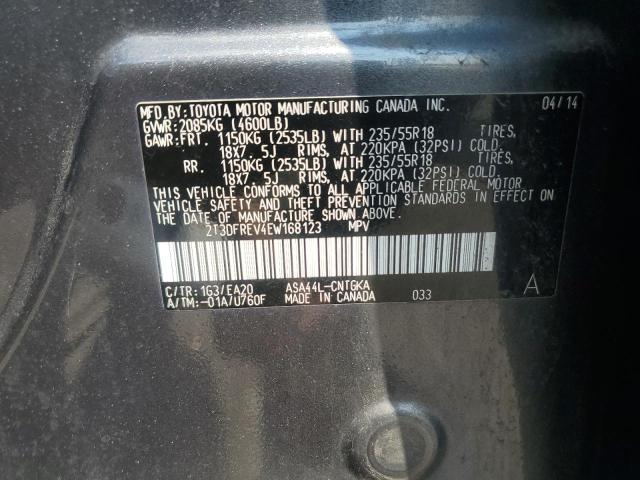 MFD.BY:TOYOTA MOTOR MANUFACTURING CANADA INC. 04/14
GVWR:2085KG (4600LB)
GAWR:FRT. 1150KG (2535LB) WITH 235/55R18 TIRES,
18X7.5J RIMS, AT 220KPA (32PSI) COLD.
RR. 1150KG (2535LB) WITH 235/55R18 TIRES,
18X7.5J RIMS, AT 220KPA (32PSI) COLD.
THIS VEHICLE CONFORMS TO ALL APPLICABLE FEDERAL MOTOR
VEHICLE SAFETY AND THEFT PREVENTION STANDARDS IN EFFECT ON
THE DATE OF MANUFACTURE SHOWN ABOVE.
2T3DFREV4EW168123 MPV
C/TR:1G3/EA20 ASA44L-CNTGKA
A/TM:-01A/U760F MADE IN CANADA 033 A